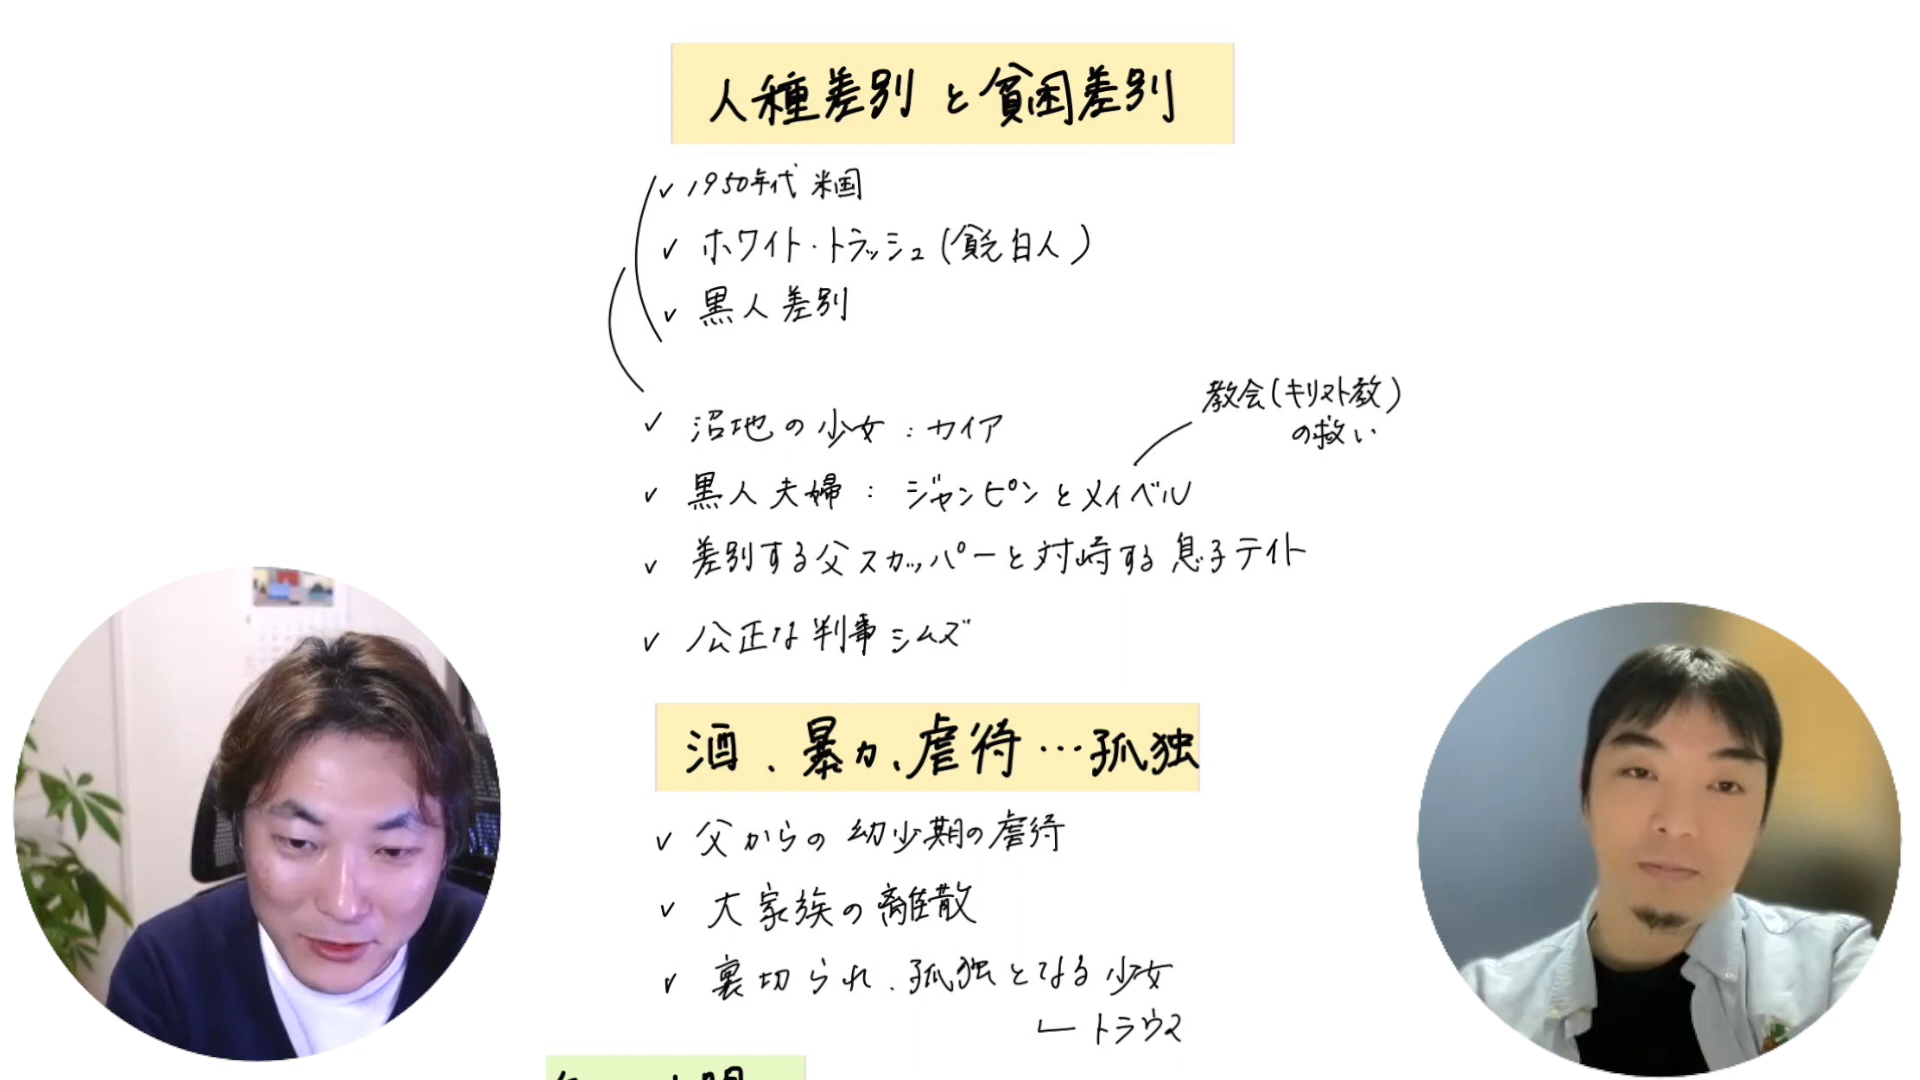 人種差別と貧困差別
✓ 1950年代 米国
✓ ホワイト・トラッシュ(貧乏白人)
✓ 黒人差別
✓ 沼地の少女：カイア
教会(キリスト教)
の救い
✓ 黒人夫婦：ジャンピンとメイベル
✓ 差別する父スカッパーと対峙する息子テイト
✓ 公正な判事シムズ
酒、暴力、虐待…孤独
✓ 父からの幼少期の虐待
✓ 大家族の離散
✓ 裏切られ、孤独となる少女
トラウマ